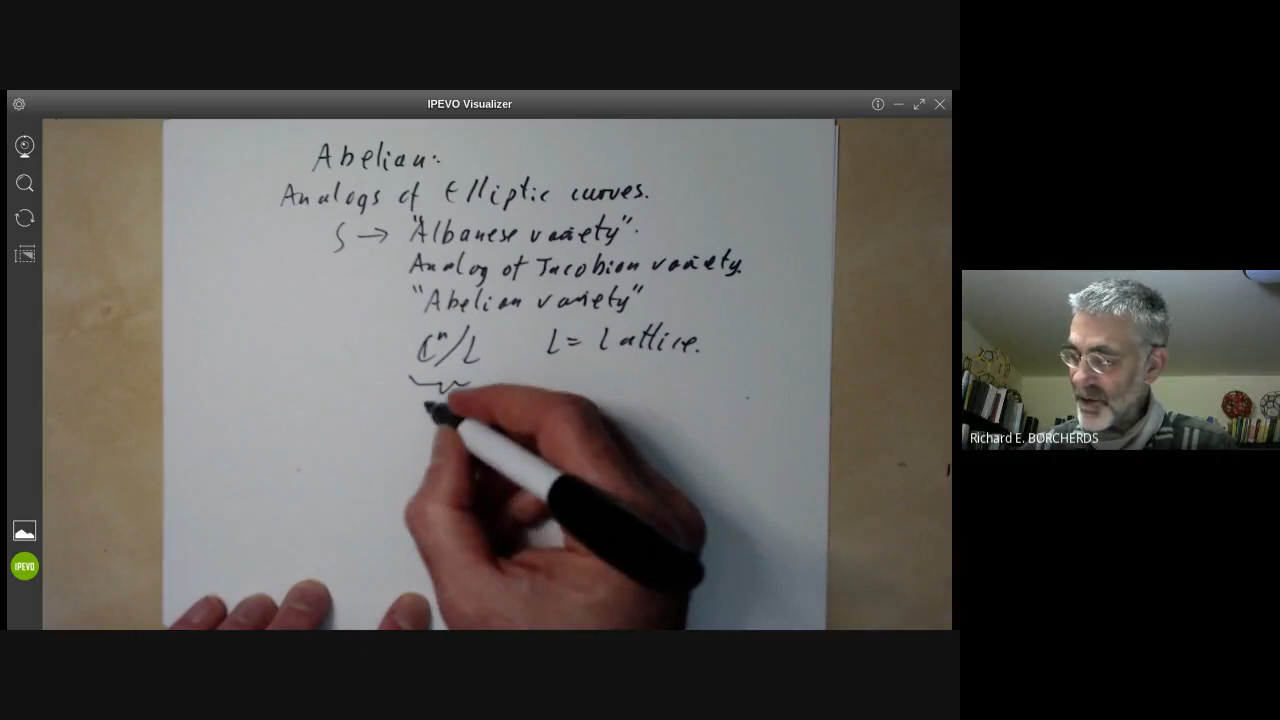 IPEVO Visualizer
Abelian:
Analogs of Elliptic curves.
S → "Albanese variety".
Analog of Jacobian variety.
"Abelian variety"
ℂⁿ/L L = lattice.
IPEVO
Richard E. BORCHERDS